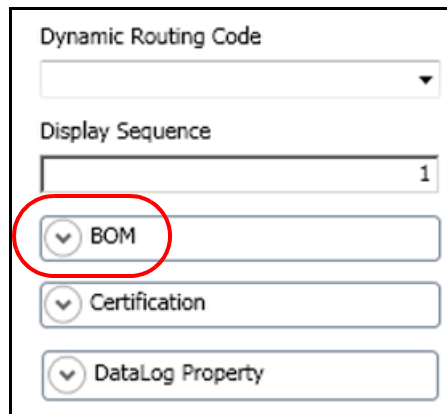 Dynamic Routing Code
Display Sequence
1
BOM
Certification
DataLog Property